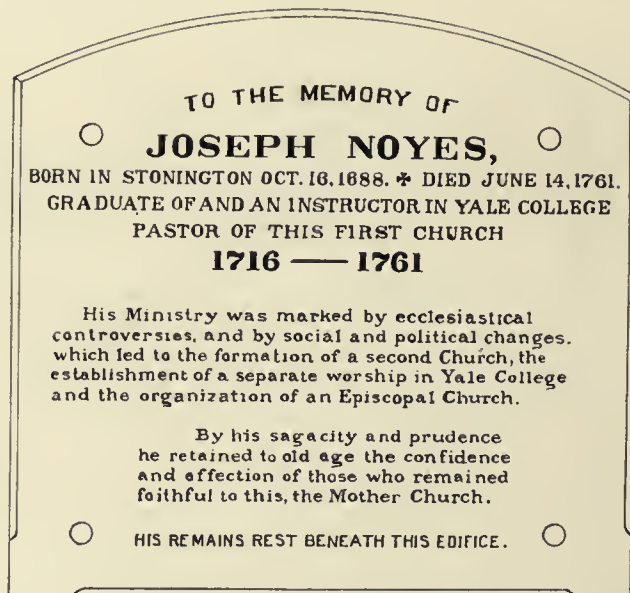 TO THE MEMORY OF
JOSEPH NOYES,
BORN IN STONINGTON OCT. 16, 1688. ✤ DIED JUNE 14, 1761.
GRADUATE OF AND AN INSTRUCTOR IN YALE COLLEGE
PASTOR OF THIS FIRST CHURCH
1716 — 1761
His Ministry was marked by ecclesiastical
controversies, and by social and political changes.
which led to the formation of a second Church, the
establishment of a separate worship in Yale College
and the organization of an Episcopal Church.
By his sagacity and prudence
he retained to old age the confidence
and affection of those who remained
faithful to this, the Mother Church.
HIS REMAINS REST BENEATH THIS EDIFICE.